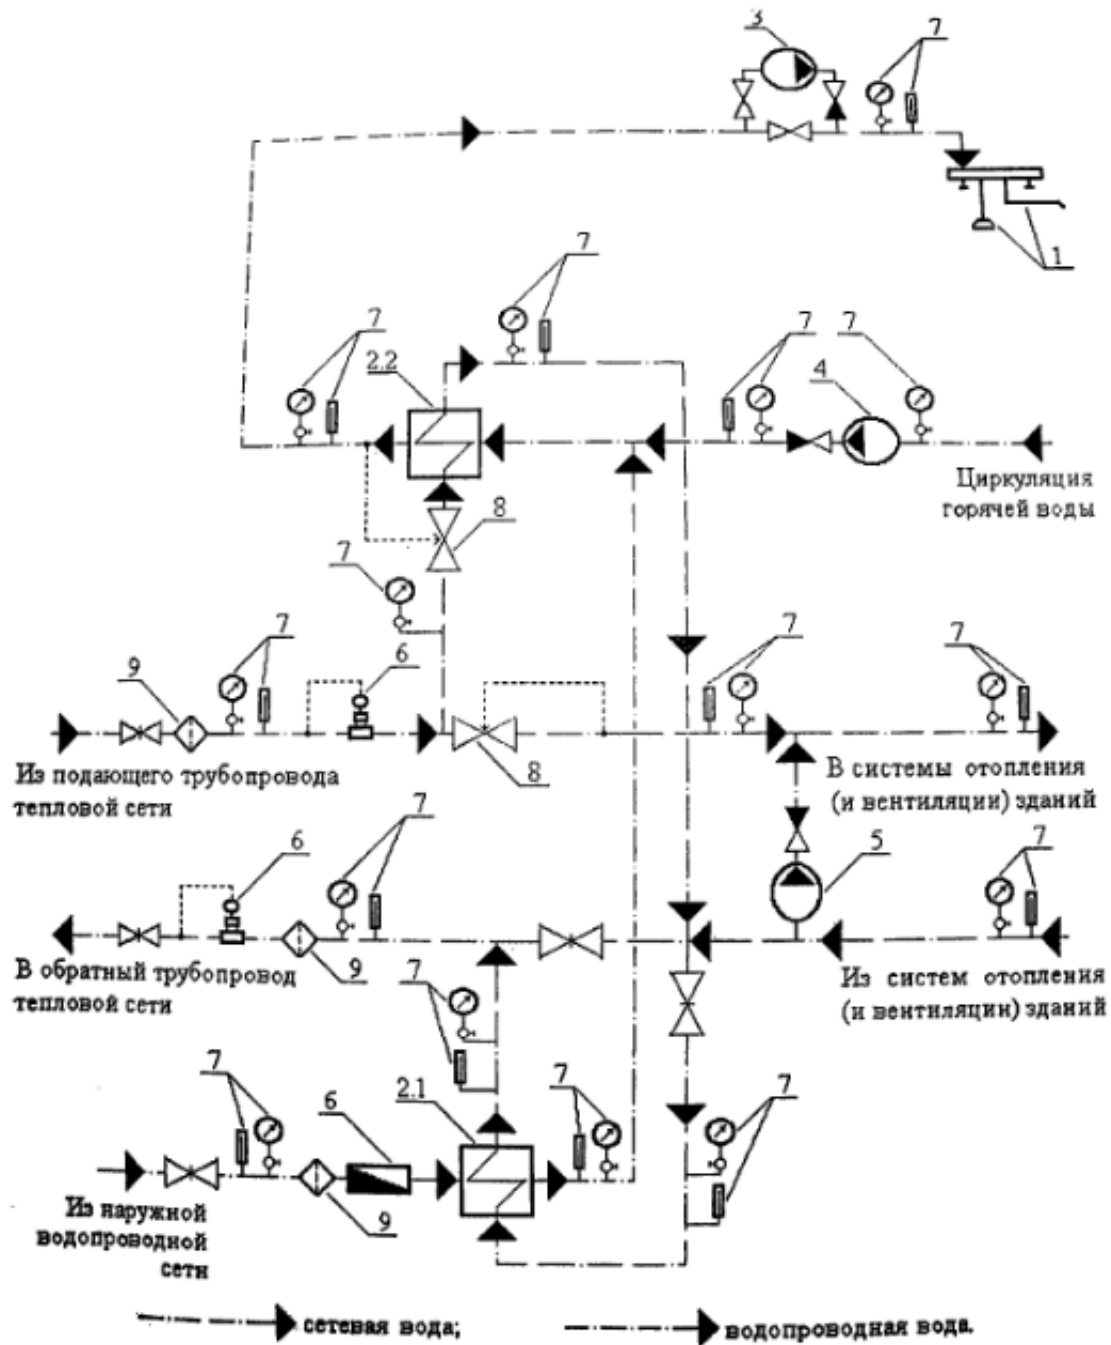 3
7
1
7
7
2.2
7
7
4
Циркуляция
горячей воды
8
7
7
9
6
7
7
8
Из подающего трубопровода
тепловой сети
В системы отопления
(и вентиляции) зданий
7
6
5
7
9
В обратный трубопровод
тепловой сети
Из систем отопления
(и вентиляции) зданий
7
7
6
2.1
7
7
9
Из наружной
водопроводной
сети
сетевая вода;
водопроводная вода.